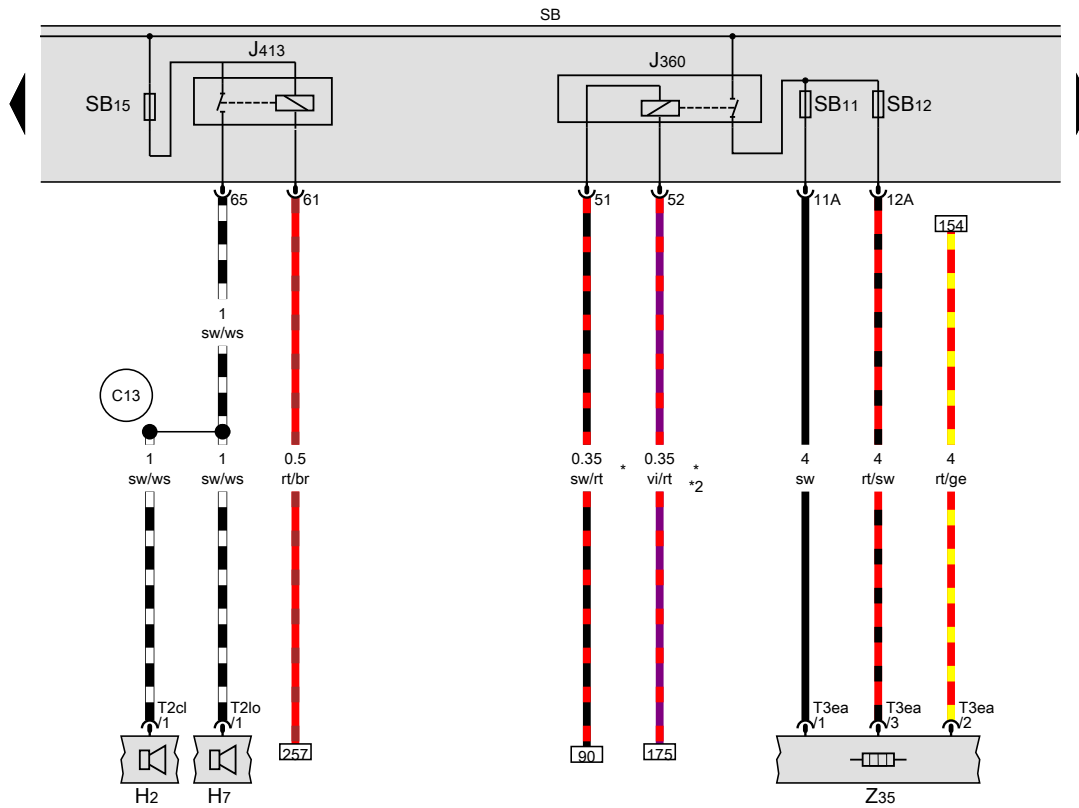 SB
J413
J360
SB15
SB11
SB12
65
61
51
52
11A
12A
154
1
sw/ws
C13
1
sw/ws
1
sw/ws
0.5
rt/br
0.35
sw/rt
*
0.35
vi/rt
*
*2
4
sw
4
rt/sw
4
rt/ge
T2cl
/1
T2lo
/1
T3ea
/1
T3ea
/3
T3ea
/2
257
90
175
H2
H7
Z35